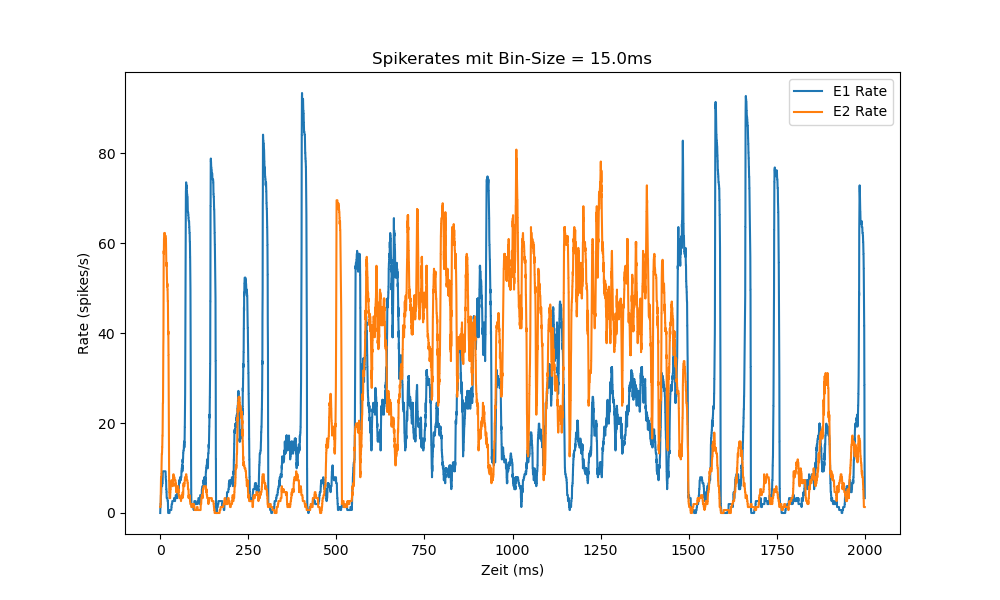 Spikerates mit Bin-Size = 15.0ms
E1 Rate
E2 Rate
80
60
40
20
0
Rate (spikes/s)
0 250 500 750 1000 1250 1500 1750 2000
Zeit (ms)